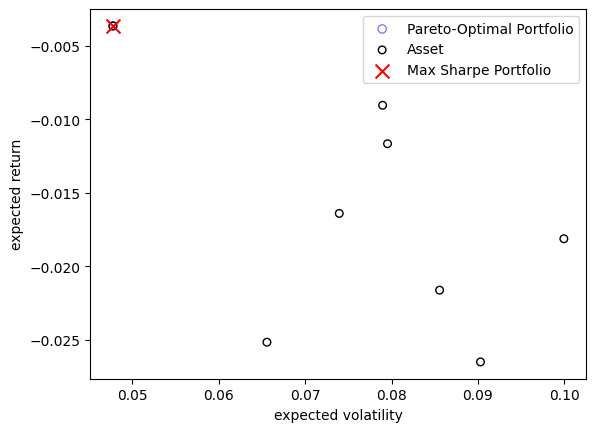 Pareto-Optimal Portfolio
Asset
Max Sharpe Portfolio
−0.005
−0.010
−0.015
−0.020
−0.025
expected return
0.05 0.06 0.07 0.08 0.09 0.10
expected volatility